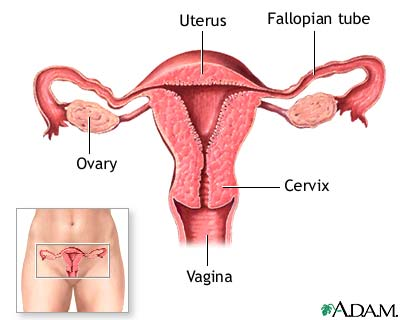 Uterus
Fallopian tube
Ovary
Cervix
Vagina
A.D.A.M.